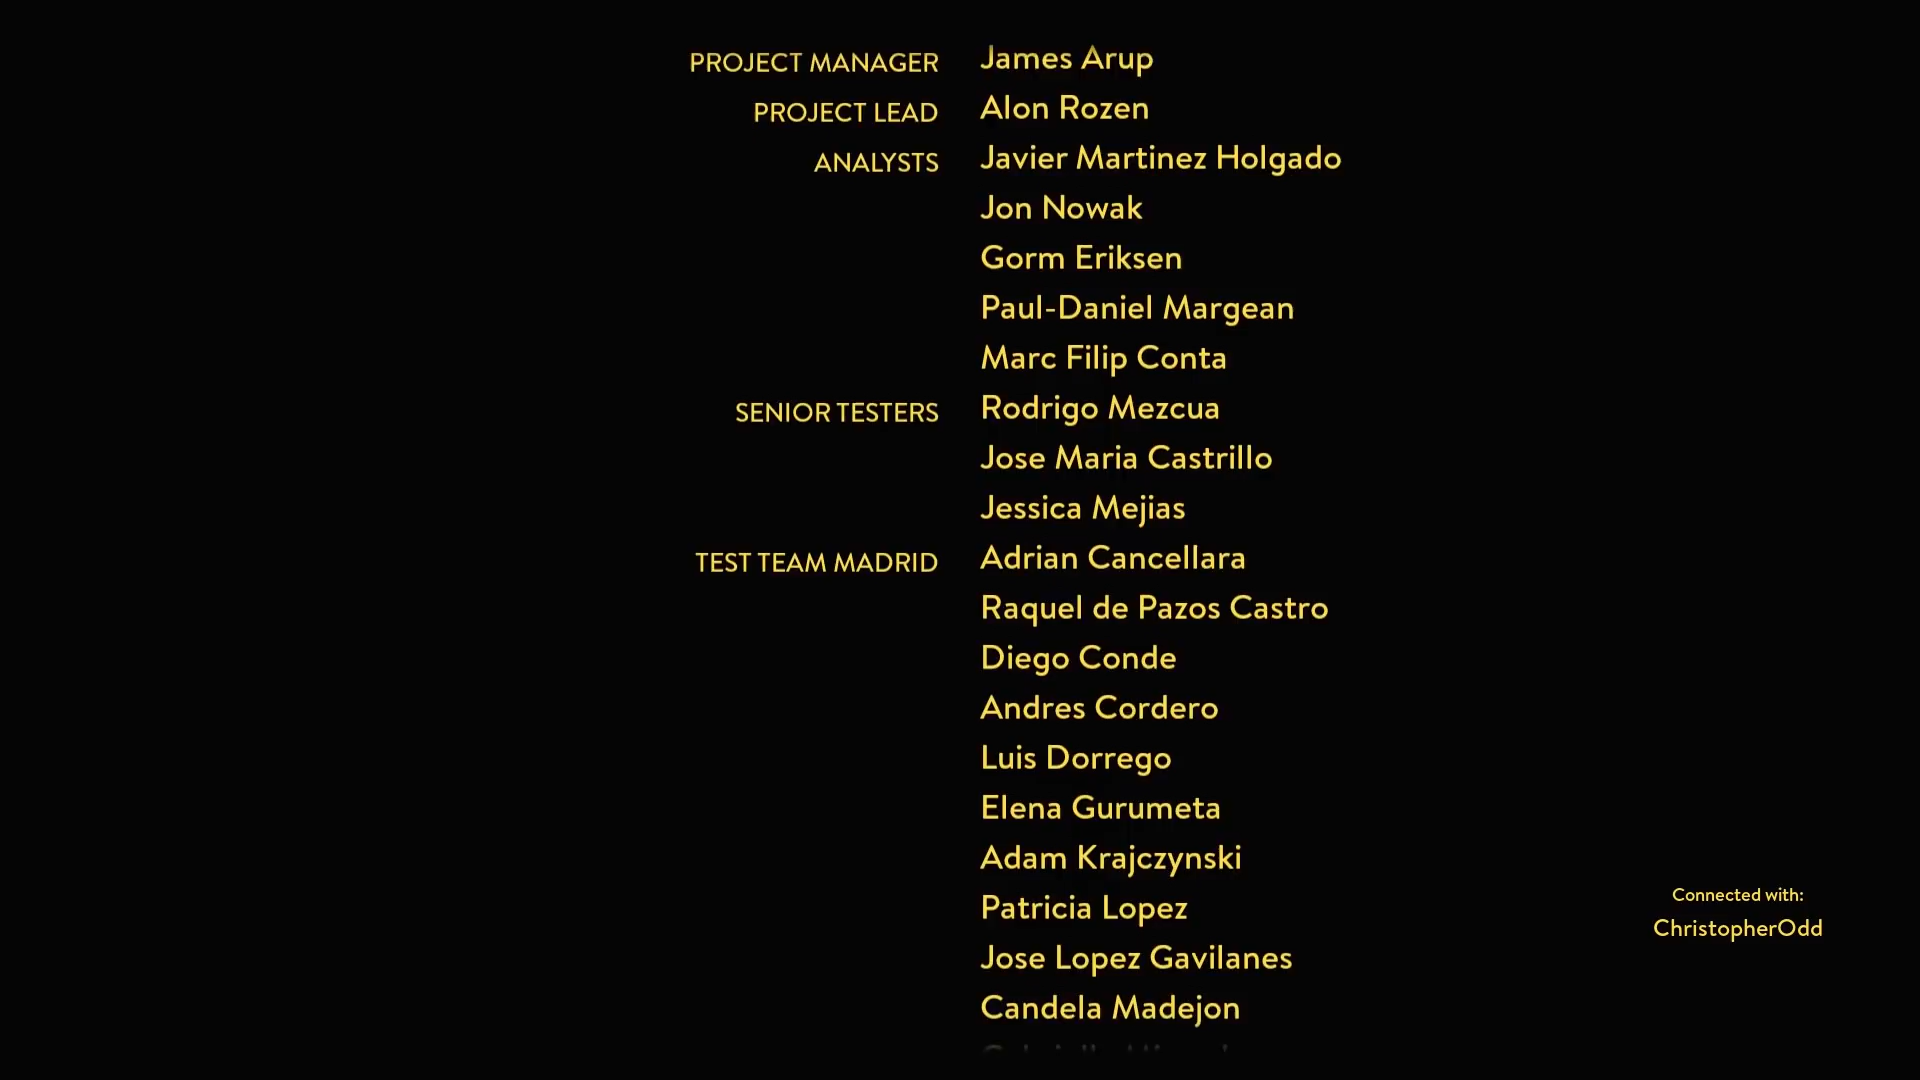 PROJECT MANAGER James Arup
PROJECT LEAD Alon Rozen
ANALYSTS Javier Martinez Holgado
Jon Nowak
Gorm Eriksen
Paul-Daniel Margean
Marc Filip Conta
SENIOR TESTERS Rodrigo Mezcua
Jose Maria Castrillo
Jessica Mejias
TEST TEAM MADRID Adrian Cancellara
Raquel de Pazos Castro
Diego Conde
Andres Cordero
Luis Dorrego
Elena Gurumeta
Adam Krajczynski
Patricia Lopez
Jose Lopez Gavilanes
Candela Madejon
Connected with:
ChristopherOdd